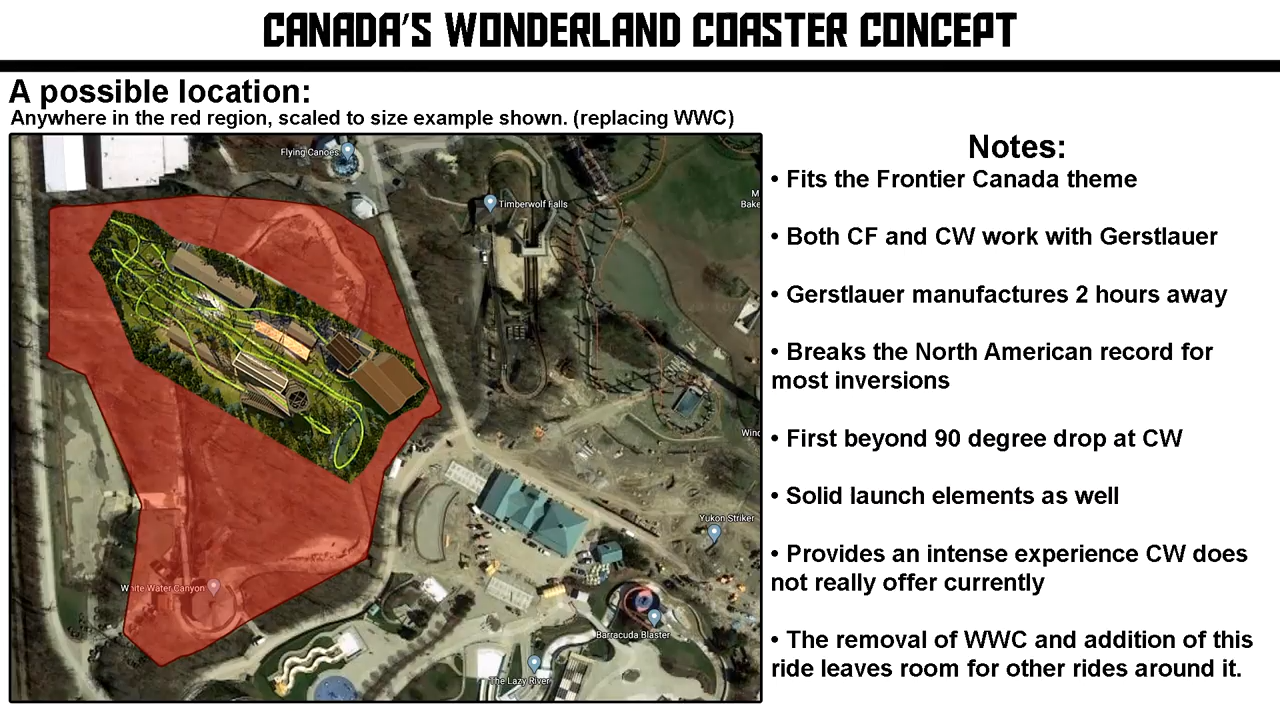 CANADA'S WONDERLAND COASTER CONCEPT
A possible location:
Anywhere in the red region, scaled to size example shown. (replacing WWC)
Flying Canoes
Timberwolf Falls
M
Bake
Wind
Yukon Striker
White Water Canyon
Barracuda Blaster
The Lazy River
Notes:
• Fits the Frontier Canada theme
• Both CF and CW work with Gerstlauer
• Gerstlauer manufactures 2 hours away
• Breaks the North American record for
most inversions
• First beyond 90 degree drop at CW
• Solid launch elements as well
• Provides an intense experience CW does
not really offer currently
• The removal of WWC and addition of this
ride leaves room for other rides around it.